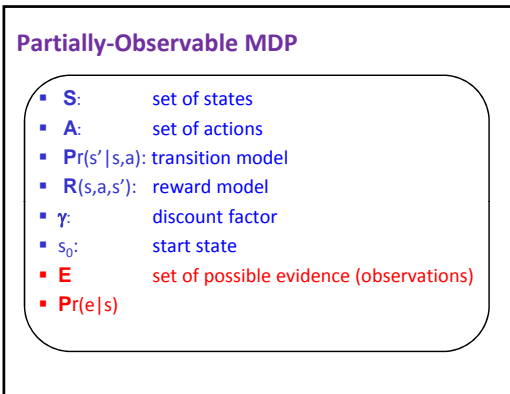 Partially-Observable MDP
▪ S: set of states
▪ A: set of actions
▪ Pr(s’|s,a): transition model
▪ R(s,a,s’): reward model
▪ γ: discount factor
▪ s₀: start state
▪ E set of possible evidence (observations)
▪ Pr(e|s)